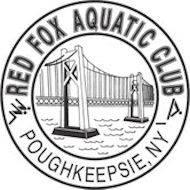 RED FOX AQUATIC CLUB
POUGHKEEPSIE, NY